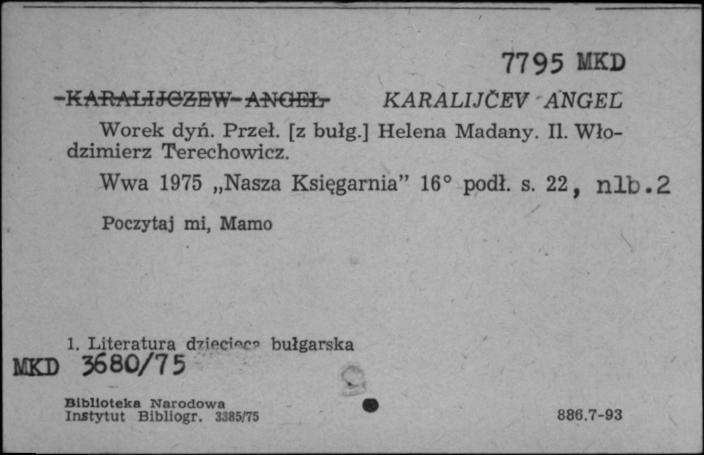 7795 MKD
KARALIJCZEW ANGEL KARALIJČEV ANGEL
Worek dyń. Przeł. [z bułg.] Helena Madany. Il. Wło-
dzimierz Terechowicz.
Wwa 1975 „Nasza Księgarnia” 16° podł. s. 22, nlb.2
Poczytaj mi, Mamo
1. Literatura dziecięca bułgarska
MKD 3680/75
Biblioteka Narodowa
Instytut Bibliogr. 3385/75 886.7-93